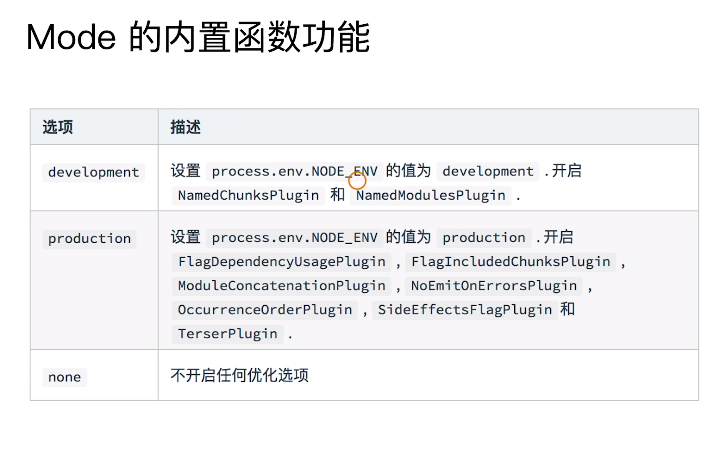 Mode 的内置函数功能
选项 描述
development 设置 process.env.NODE_ENV 的值为 development . 开启
NamedChunksPlugin 和 NamedModulesPlugin .
production 设置 process.env.NODE_ENV 的值为 production . 开启
FlagDependencyUsagePlugin , FlagIncludedChunksPlugin ,
ModuleConcatenationPlugin , NoEmitOnErrorsPlugin ,
OccurrenceOrderPlugin , SideEffectsFlagPlugin 和
TerserPlugin .
none 不开启任何优化选项